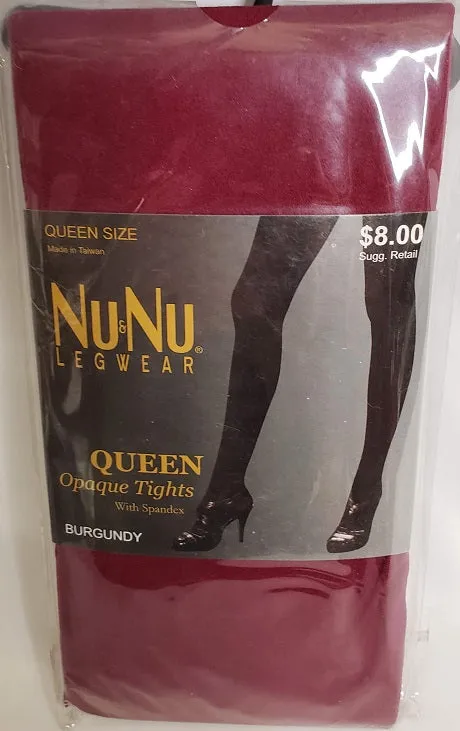 QUEEN SIZE
Made in Taiwan
$8.00
Sugg. Retail
NU&NU®
LEGWEAR
QUEEN
Opaque Tights
With Spandex
BURGUNDY